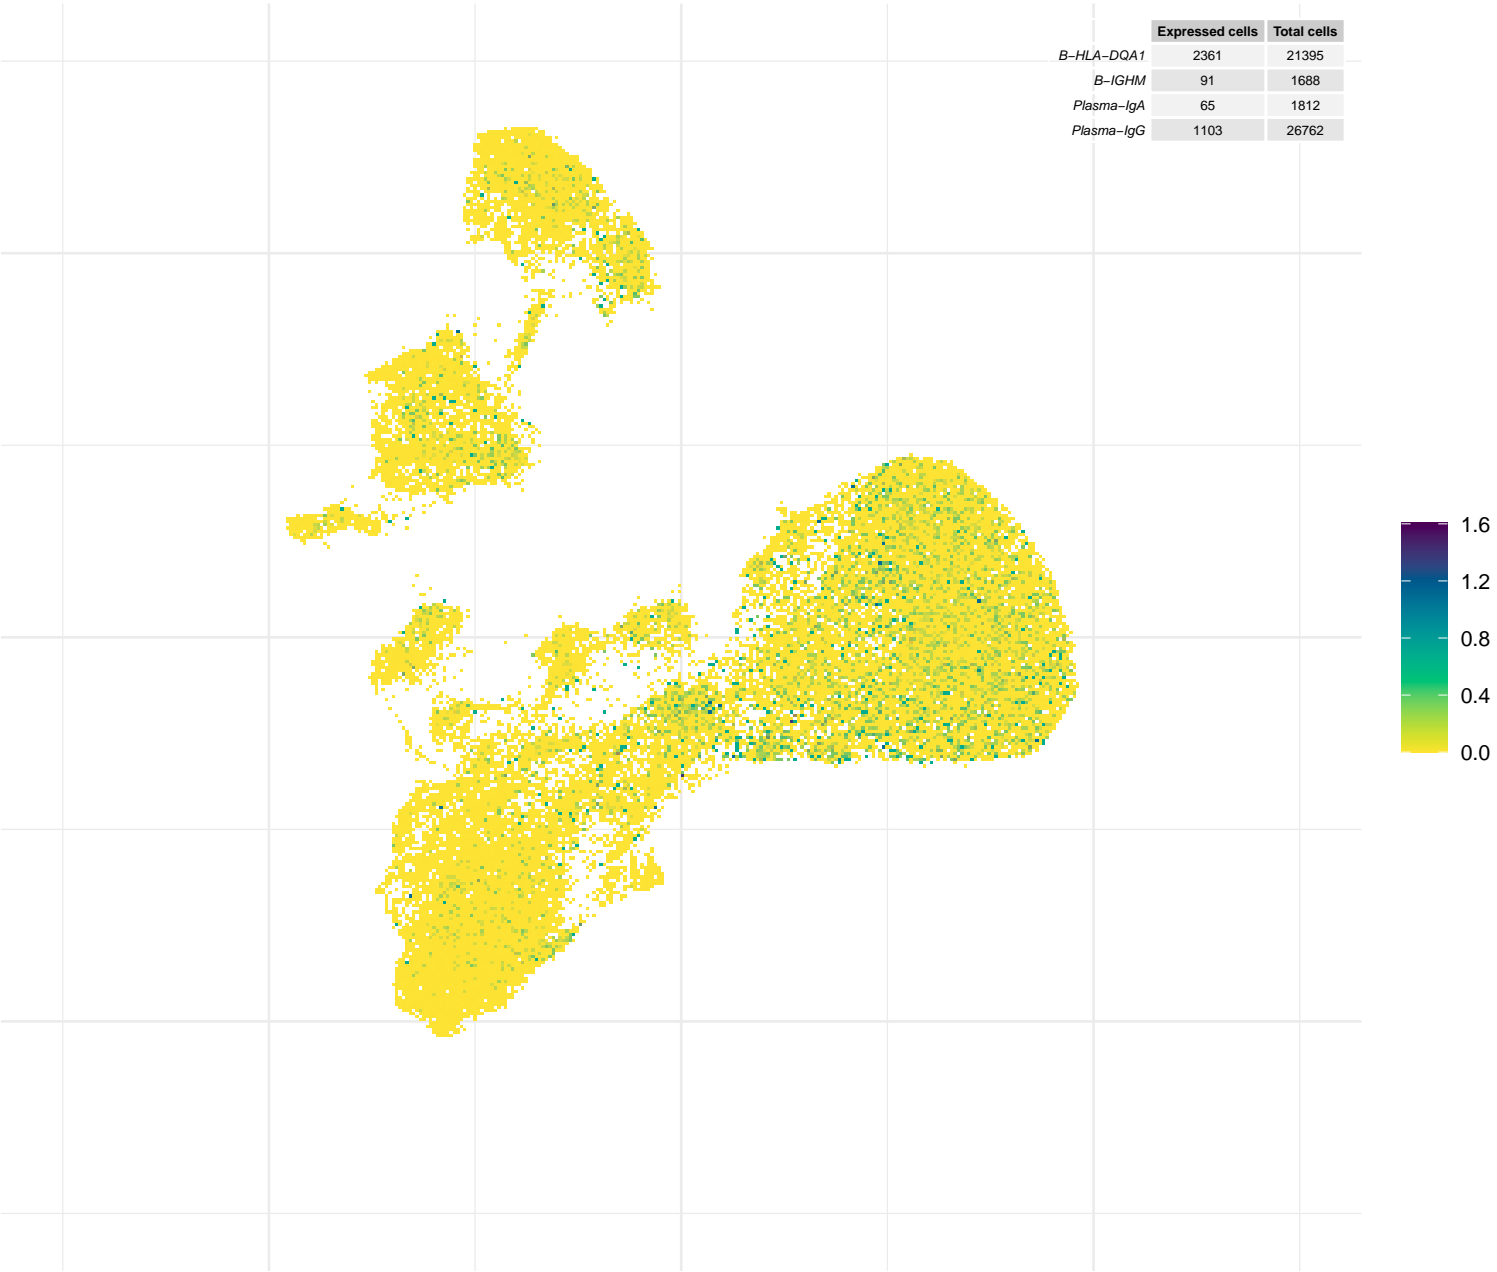 Expressed cells Total cells
B−HLA−DQA1 2361 21395
B−IGHM 91 1688
Plasma−IgA 65 1812
Plasma−IgG 1103 26762
1.6
1.2
0.8
0.4
0.0